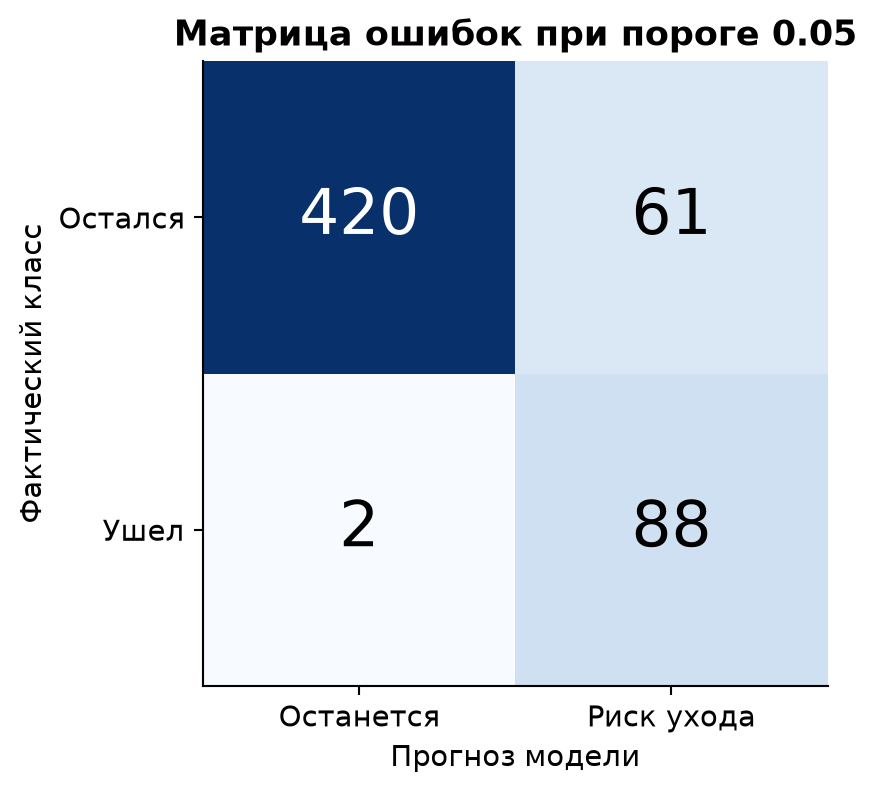 Матрица ошибок при пороге 0.05
Фактический класс
Остался
420
61
Ушел
2
88
Останется
Риск ухода
Прогноз модели